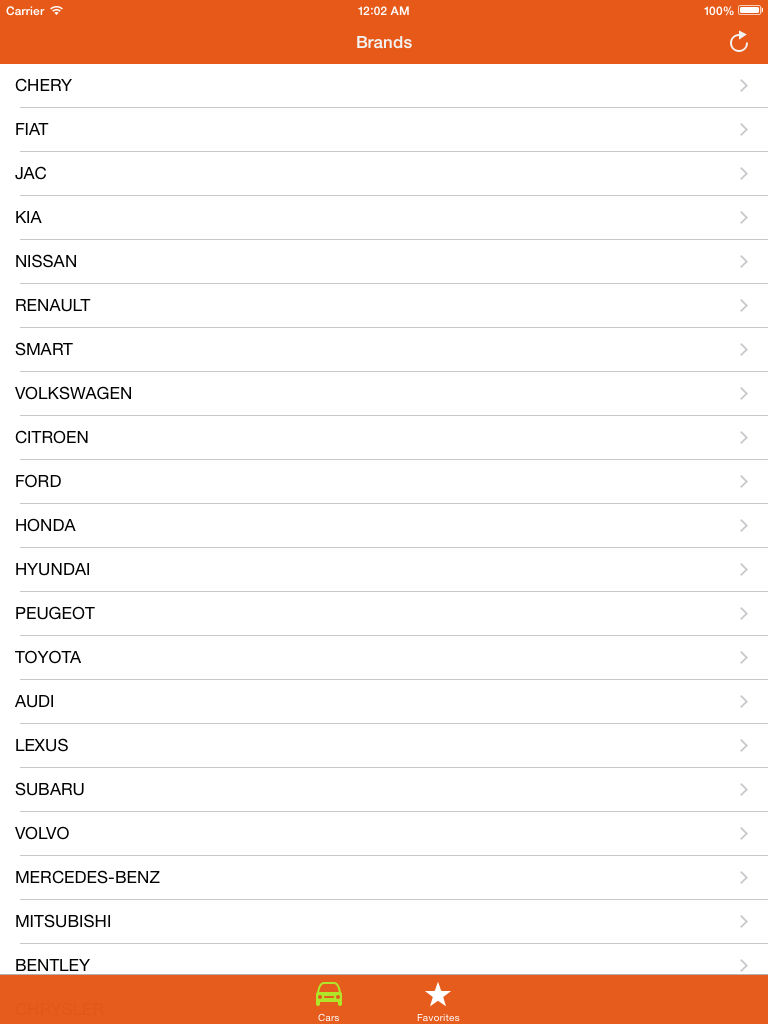 Carrier 12:02 AM 100%
Brands
CHERY
FIAT
JAC
KIA
NISSAN
RENAULT
SMART
VOLKSWAGEN
CITROEN
FORD
HONDA
HYUNDAI
PEUGEOT
TOYOTA
AUDI
LEXUS
SUBARU
VOLVO
MERCEDES-BENZ
MITSUBISHI
BENTLEY
CHRYSLER
Cars Favorites